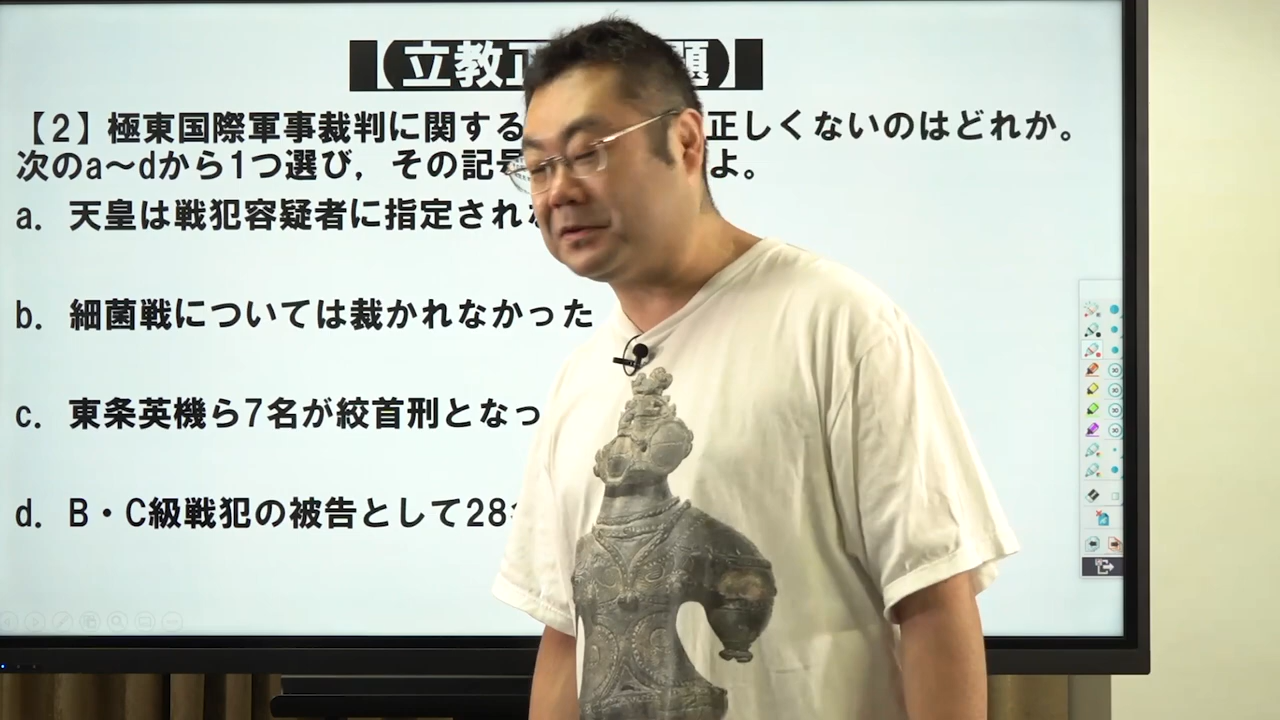 【立教正 題】
【2】極東国際軍事裁判に関する 正しくないのはどれか。
次のa～dから1つ選び，その記号 よ。
a．天皇は戦犯容疑者に指定され
b．細菌戦については裁かれなかった
c．東条英機ら7名が絞首刑となっ
d．B・C級戦犯の被告として28